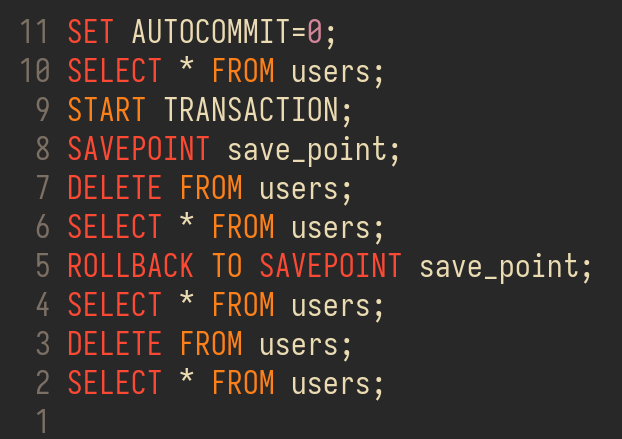 11 SET AUTOCOMMIT=0;
10 SELECT * FROM users;
9 START TRANSACTION;
8 SAVEPOINT save_point;
7 DELETE FROM users;
6 SELECT * FROM users;
5 ROLLBACK TO SAVEPOINT save_point;
4 SELECT * FROM users;
3 DELETE FROM users;
2 SELECT * FROM users;
1